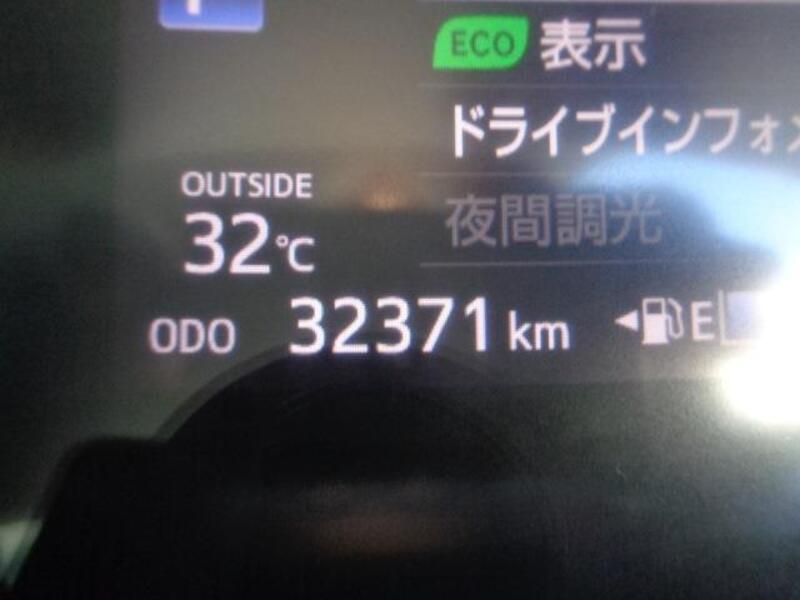 ECO 表示
ドライブインフォ
夜間調光
OUTSIDE
32℃
ODO 32371 km
◀ E